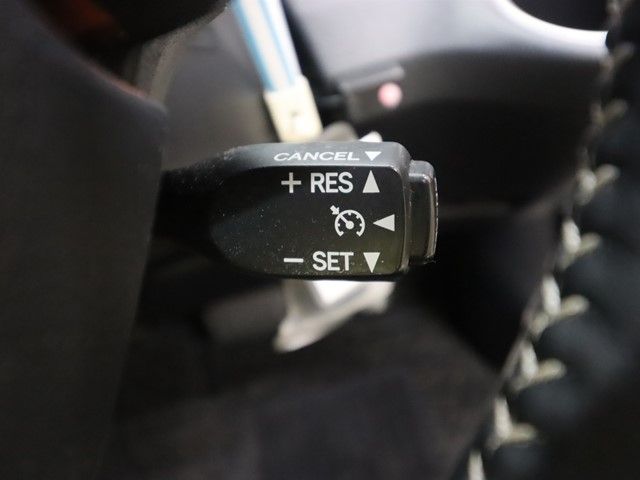 CANCEL ▼
+ RES ▲
◀
− SET ▼